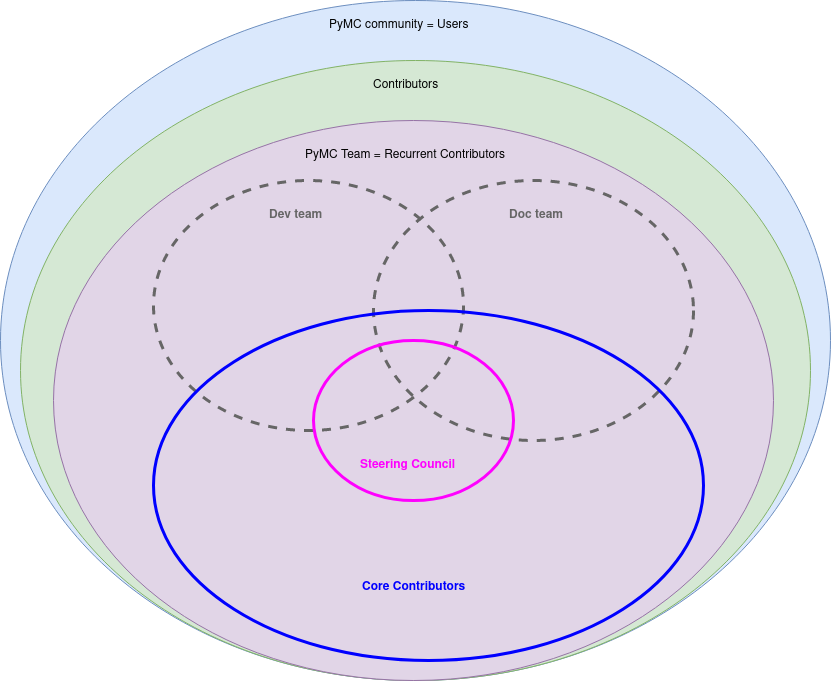 PyMC community = Users
Contributors
PyMC Team = Recurrent Contributors
Dev team
Doc team
Steering Council
Core Contributors